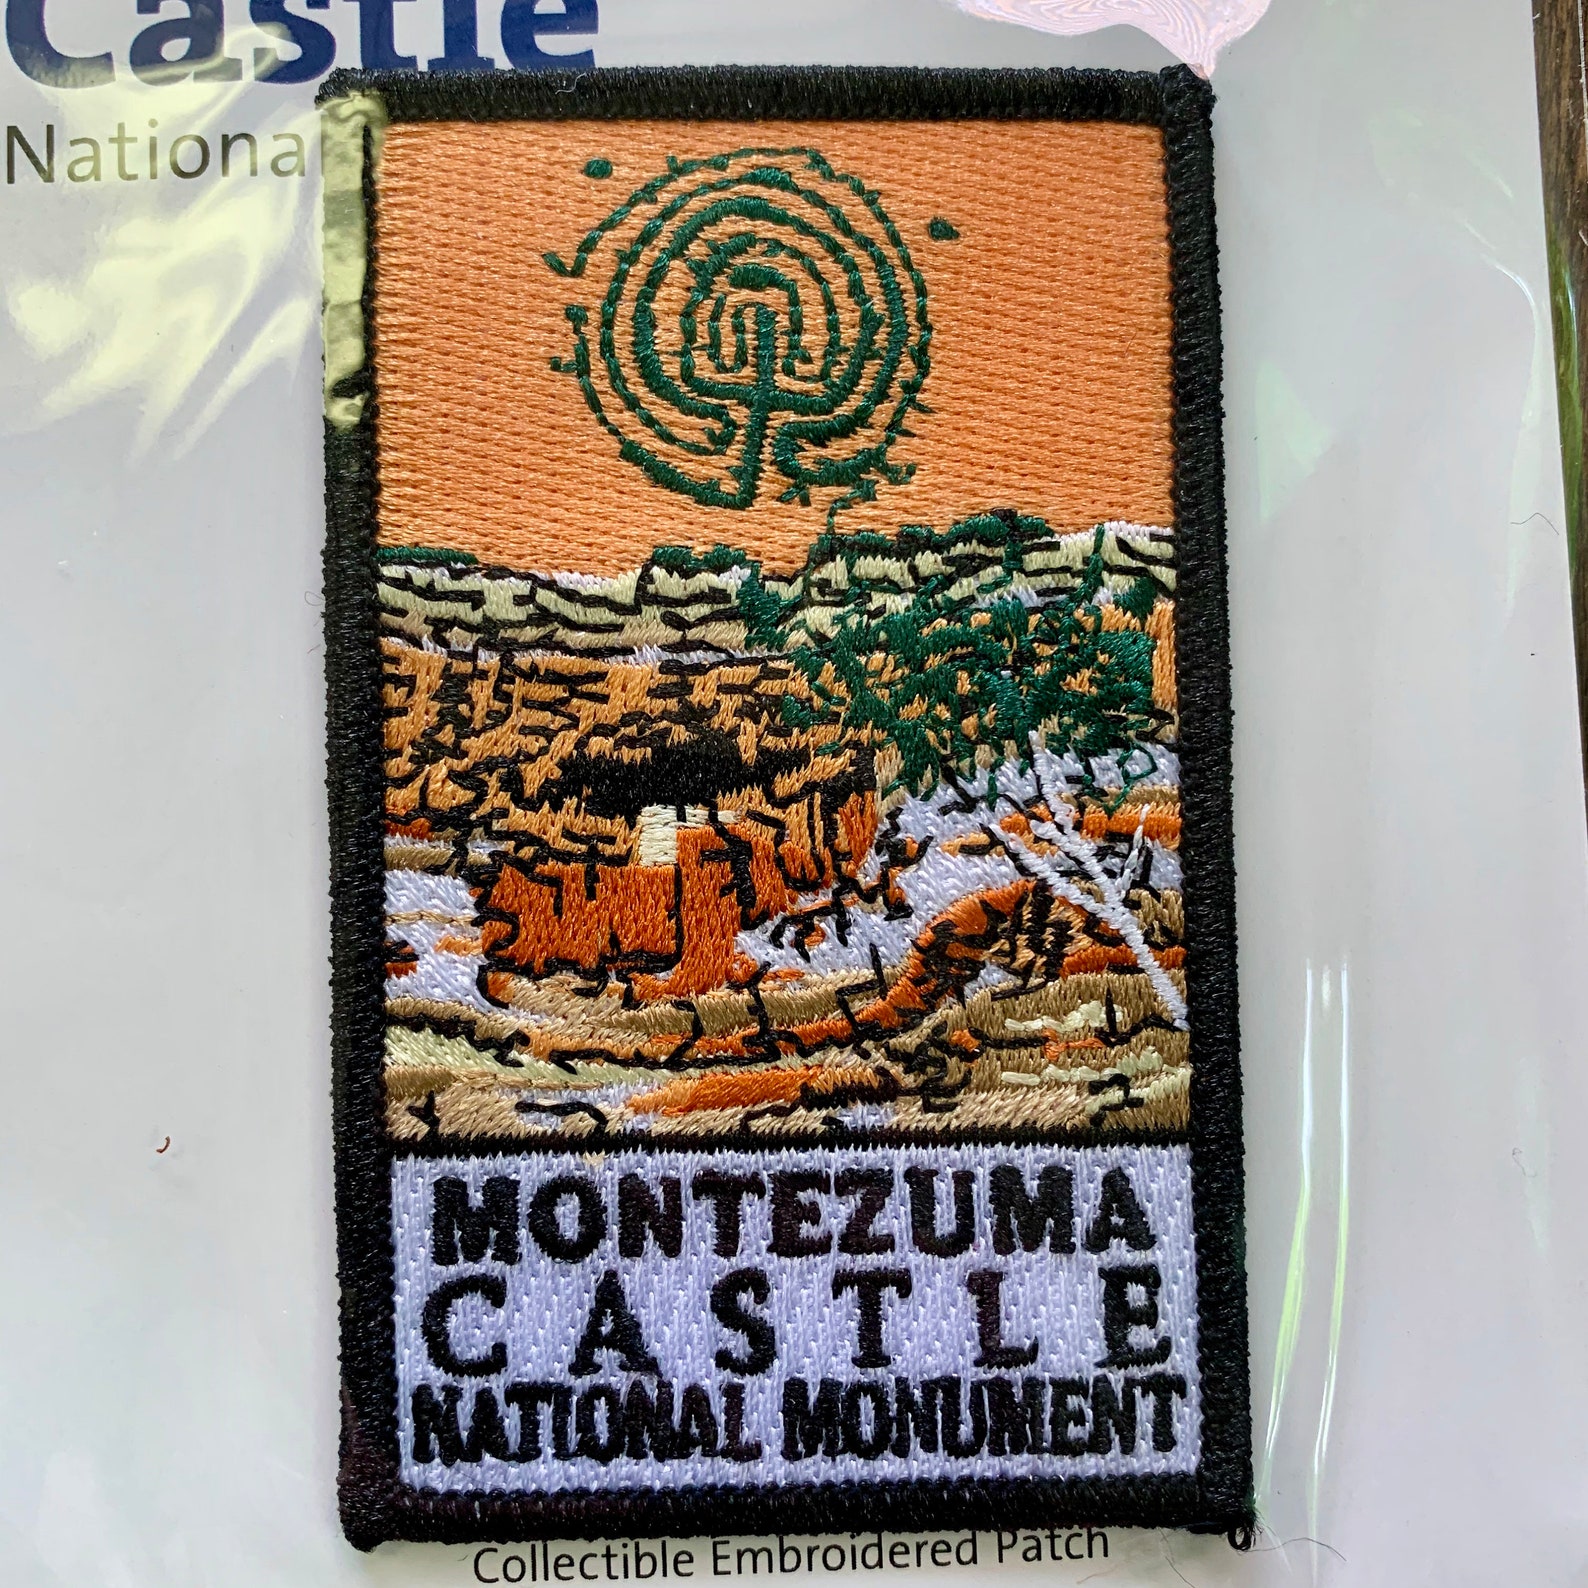 Castle
Nationa
MONTEZUMA
CASTLE
NATIONAL MONUMENT
Collectible Embroidered Patch